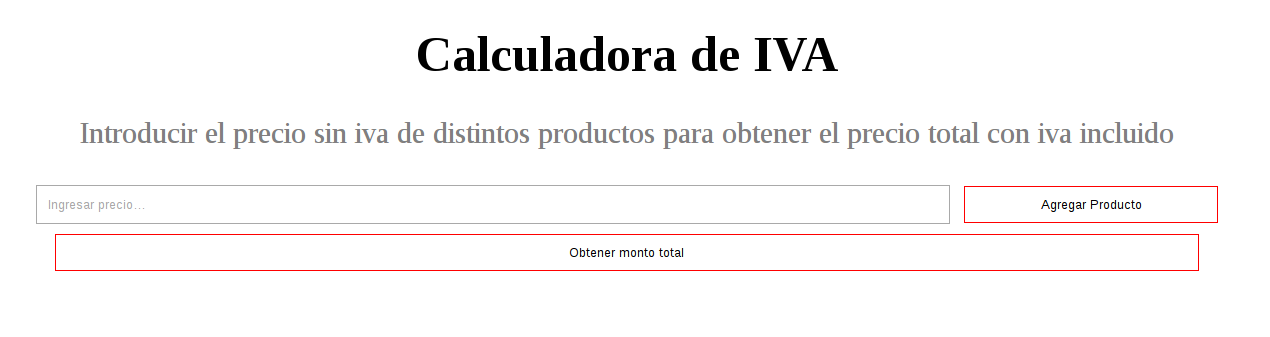 Calculadora de IVA
Introducir el precio sin iva de distintos productos para obtener el precio total con iva incluido
Ingresar precio...
Agregar Producto
Obtener monto total